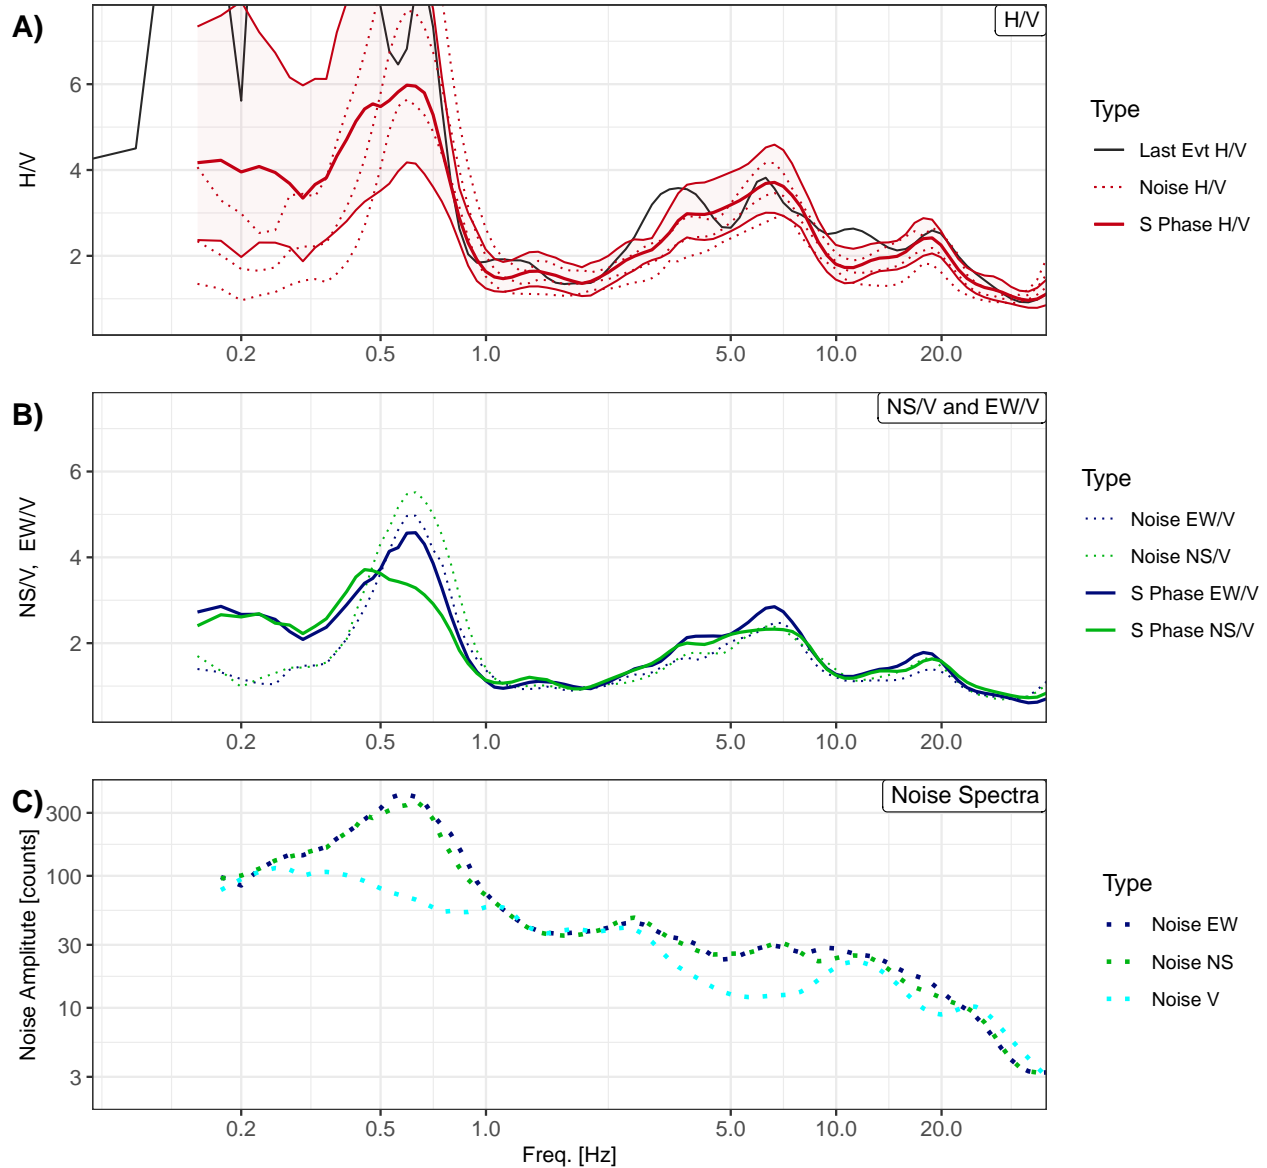 A)
H/V
6
4
2
H/V
0.2
0.5
1.0
5.0
10.0
20.0
Type
Last Evt H/V
Noise H/V
S Phase H/V
B)
NS/V and EW/V
6
4
2
NS/V, EW/V
0.2
0.5
1.0
5.0
10.0
20.0
Type
Noise EW/V
Noise NS/V
S Phase EW/V
S Phase NS/V
C)
Noise Spectra
300
100
30
10
3
Noise Amplitute [counts]
0.2
0.5
1.0
5.0
10.0
20.0
Freq. [Hz]
Type
Noise EW
Noise NS
Noise V